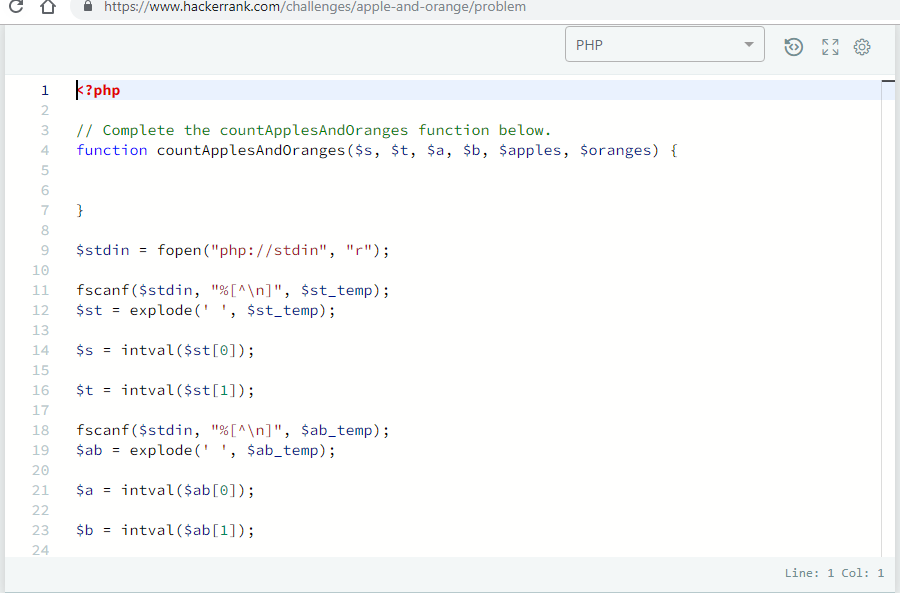 https://www.hackerrank.com/challenges/apple-and-orange/problem
PHP
1 <?php
2
3 // Complete the countApplesAndOranges function below.
4 function countApplesAndOranges($s, $t, $a, $b, $apples, $oranges) {
5
6
7 }
8
9 $stdin = fopen("php://stdin", "r");
10
11 fscanf($stdin, "%[^\n]", $st_temp);
12 $st = explode(' ', $st_temp);
13
14 $s = intval($st[0]);
15
16 $t = intval($st[1]);
17
18 fscanf($stdin, "%[^\n]", $ab_temp);
19 $ab = explode(' ', $ab_temp);
20
21 $a = intval($ab[0]);
22
23 $b = intval($ab[1]);
24
Line: 1 Col: 1